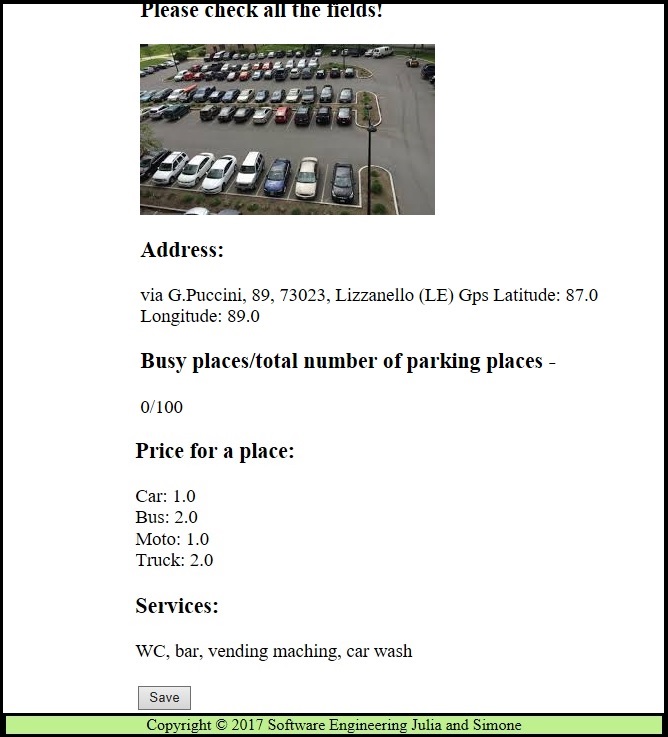 Please check all the fields!
Address:
via G.Puccini, 89, 73023, Lizzanello (LE) Gps Latitude: 87.0
Longitude: 89.0
Busy places/total number of parking places -
0/100
Price for a place:
Car: 1.0
Bus: 2.0
Moto: 1.0
Truck: 2.0
Services:
WC, bar, vending maching, car wash
Save
Copyright © 2017 Software Engineering Julia and Simone